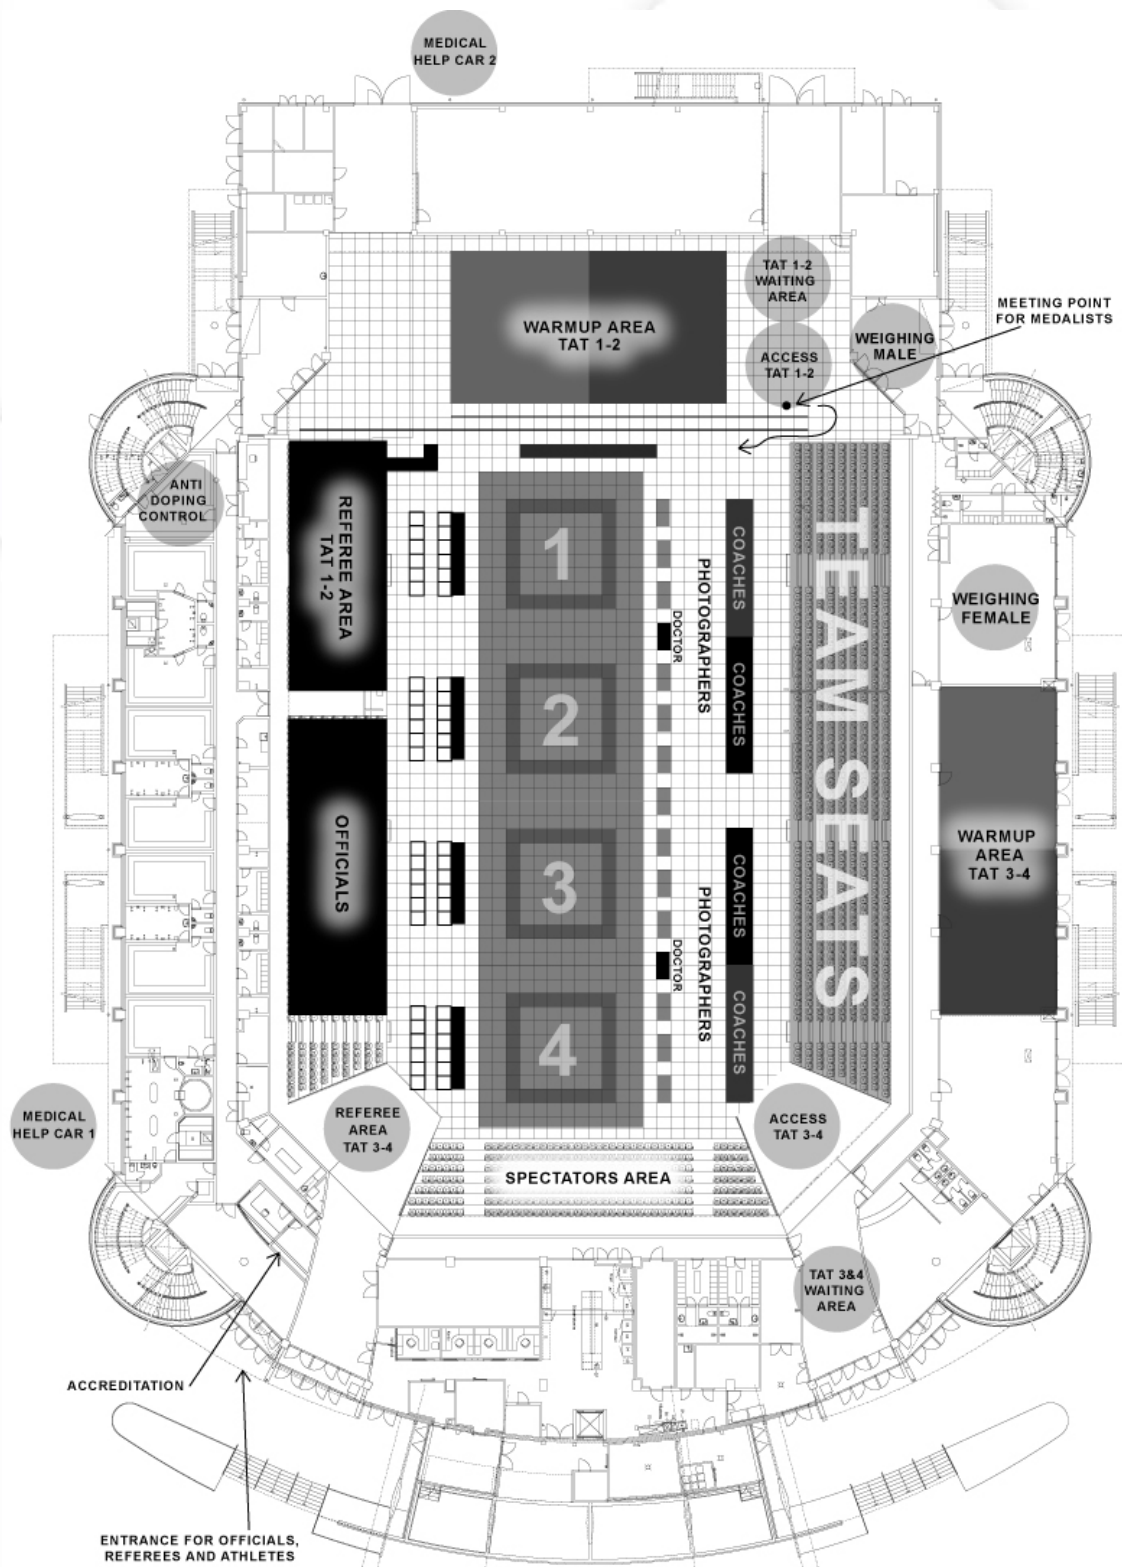 MEDICAL
HELP CAR 2
TAT 1-2
WAITING
AREA
MEETING POINT
FOR MEDALISTS
WARMUP AREA
TAT 1-2
ACCESS
TAT 1-2
WEIGHING
MALE
ANTI
DOPING
CONTROL
REFEREE AREA
TAT 1-2
1
COACHES
PHOTOGRAPHERS
DOCTOR
TEAM SEATS
WEIGHING
FEMALE
2
COACHES
OFFICIALS
3
COACHES
WARMUP
AREA
TAT 3-4
PHOTOGRAPHERS
DOCTOR
4
COACHES
MEDICAL
HELP CAR 1
REFEREE
AREA
TAT 3-4
ACCESS
TAT 3-4
SPECTATORS AREA
TAT 3&4
WAITING
AREA
ACCREDITATION
ENTRANCE FOR OFFICIALS,
REFEREES AND ATHLETES